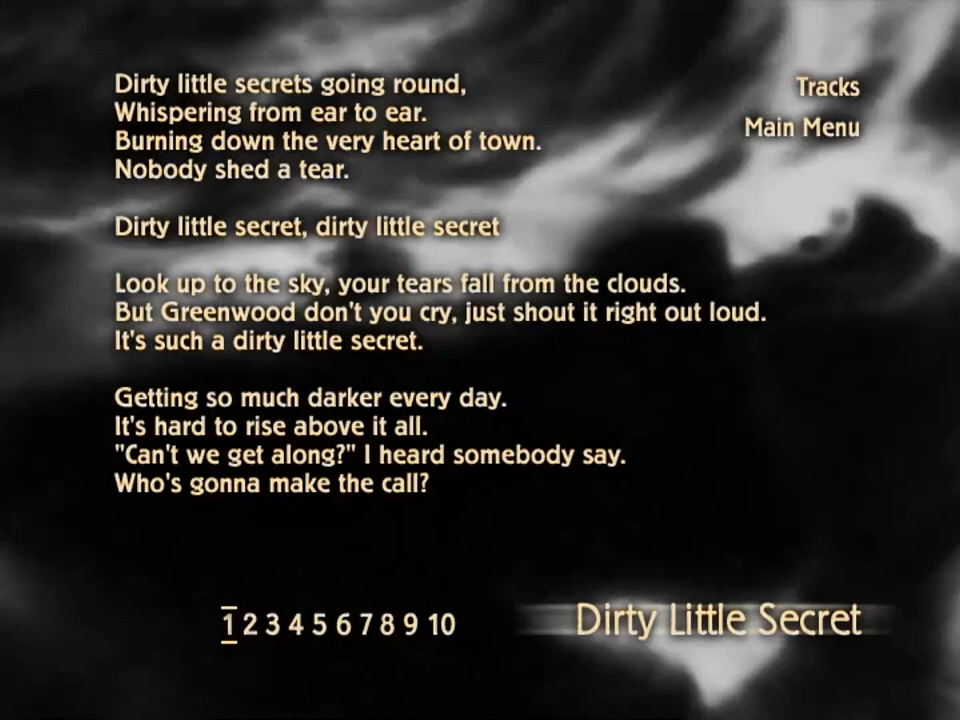 Dirty little secrets going round,
Whispering from ear to ear.
Burning down the very heart of town.
Nobody shed a tear.
Dirty little secret, dirty little secret
Look up to the sky, your tears fall from the clouds.
But Greenwood don't you cry, just shout it right out loud.
It's such a dirty little secret.
Getting so much darker every day.
It's hard to rise above it all.
"Can't we get along?" I heard somebody say.
Who's gonna make the call?
Tracks
Main Menu
1 2 3 4 5 6 7 8 9 10
Dirty Little Secret